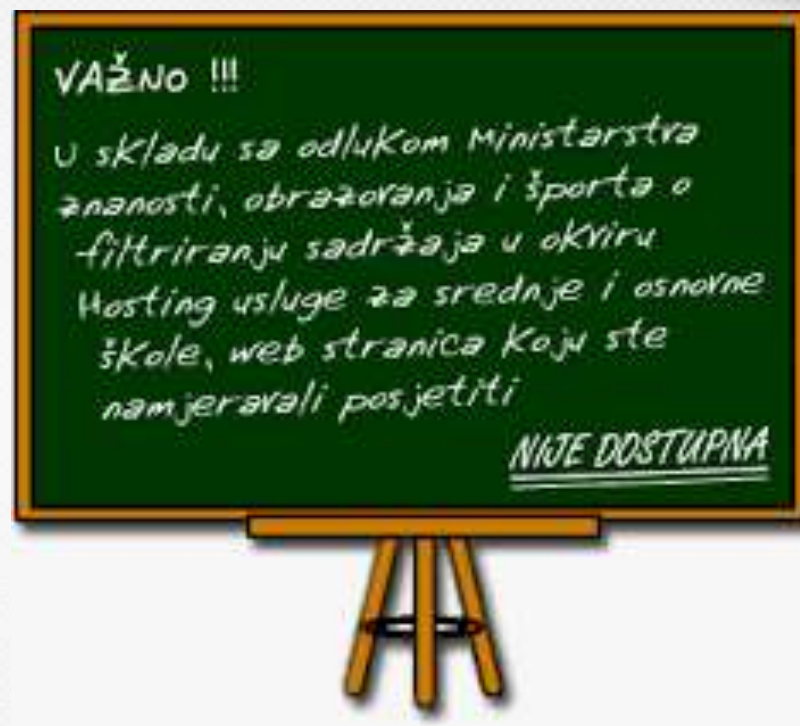 VAŽNO !!!
U skladu sa odlukom Ministarstva
znanosti, obrazovanja i športa o
filtriranju sadržaja u okviru
Hosting usluge za srednje i osnovne
škole, web stranica koju ste
namjeravali posjetiti
NIJE DOSTUPNA